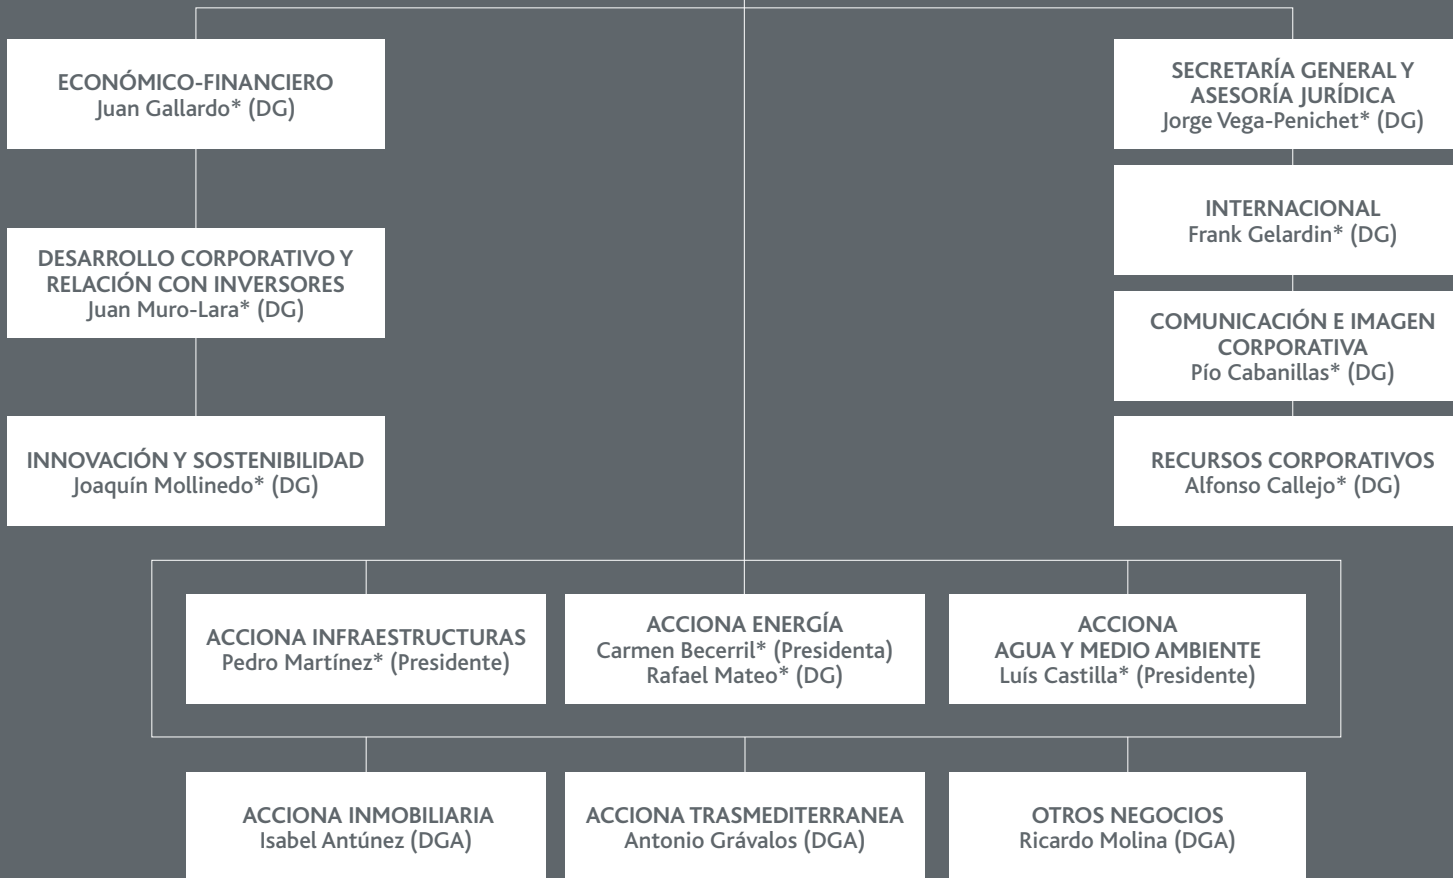 ECONÓMICO-FINANCIERO
Juan Gallardo* (DG)
DESARROLLO CORPORATIVO Y
RELACIÓN CON INVERSORES
Juan Muro-Lara* (DG)
INNOVACIÓN Y SOSTENIBILIDAD
Joaquín Mollinedo* (DG)
SECRETARÍA GENERAL Y
ASESORÍA JURÍDICA
Jorge Vega-Penichet* (DG)
INTERNACIONAL
Frank Gelardin* (DG)
COMUNICACIÓN E IMAGEN
CORPORATIVA
Pío Cabanillas* (DG)
RECURSOS CORPORATIVOS
Alfonso Callejo* (DG)
ACCIONA INFRAESTRUCTURAS
Pedro Martínez* (Presidente)
ACCIONA ENERGÍA
Carmen Becerril* (Presidenta)
Rafael Mateo* (DG)
ACCIONA
AGUA Y MEDIO AMBIENTE
Luís Castilla* (Presidente)
ACCIONA INMOBILIARIA
Isabel Antúnez (DGA)
ACCIONA TRASMEDITERRANEA
Antonio Grávalos (DGA)
OTROS NEGOCIOS
Ricardo Molina (DGA)